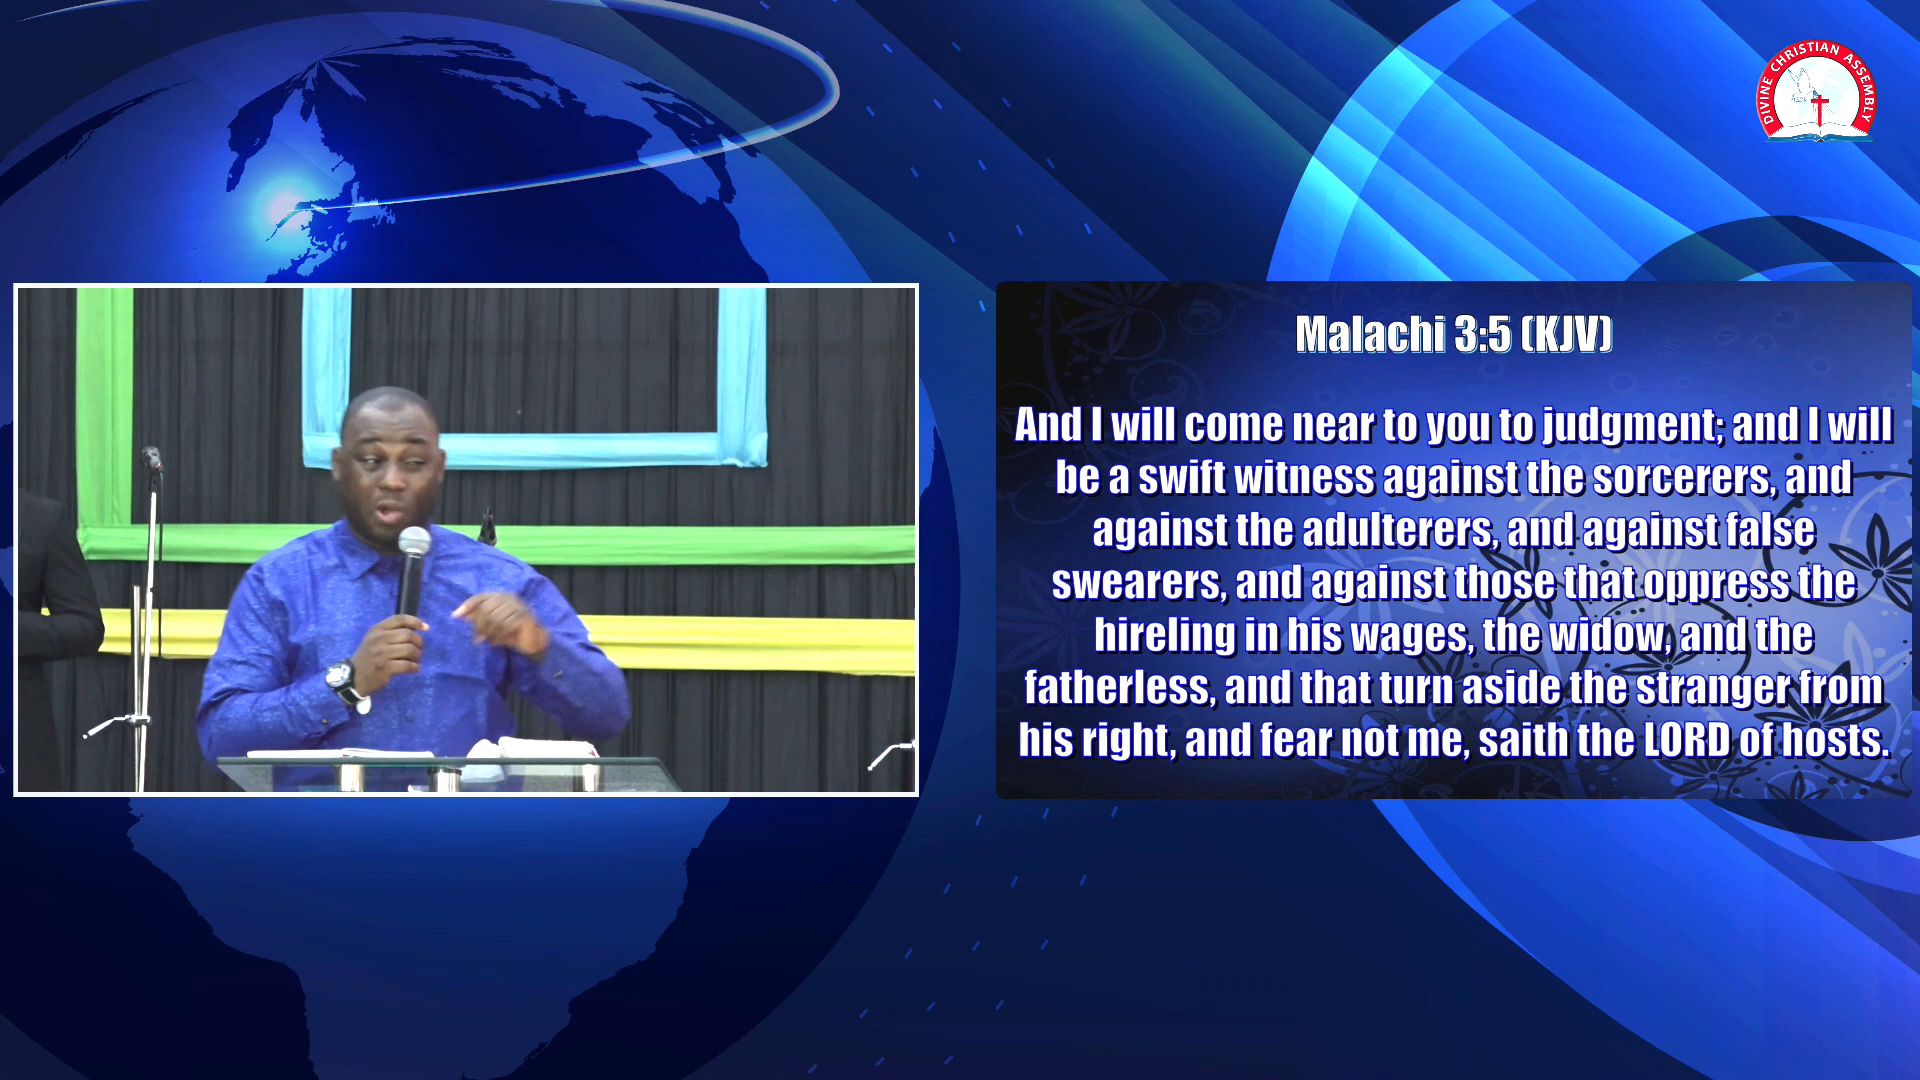 DIVINE CHRISTIAN ASSEMBLY
Malachi 3:5 (KJV)
And I will come near to you to judgment; and I will
be a swift witness against the sorcerers, and
against the adulterers, and against false
swearers, and against those that oppress the
hireling in his wages, the widow, and the
fatherless, and that turn aside the stranger from
his right, and fear not me, saith the LORD of hosts.